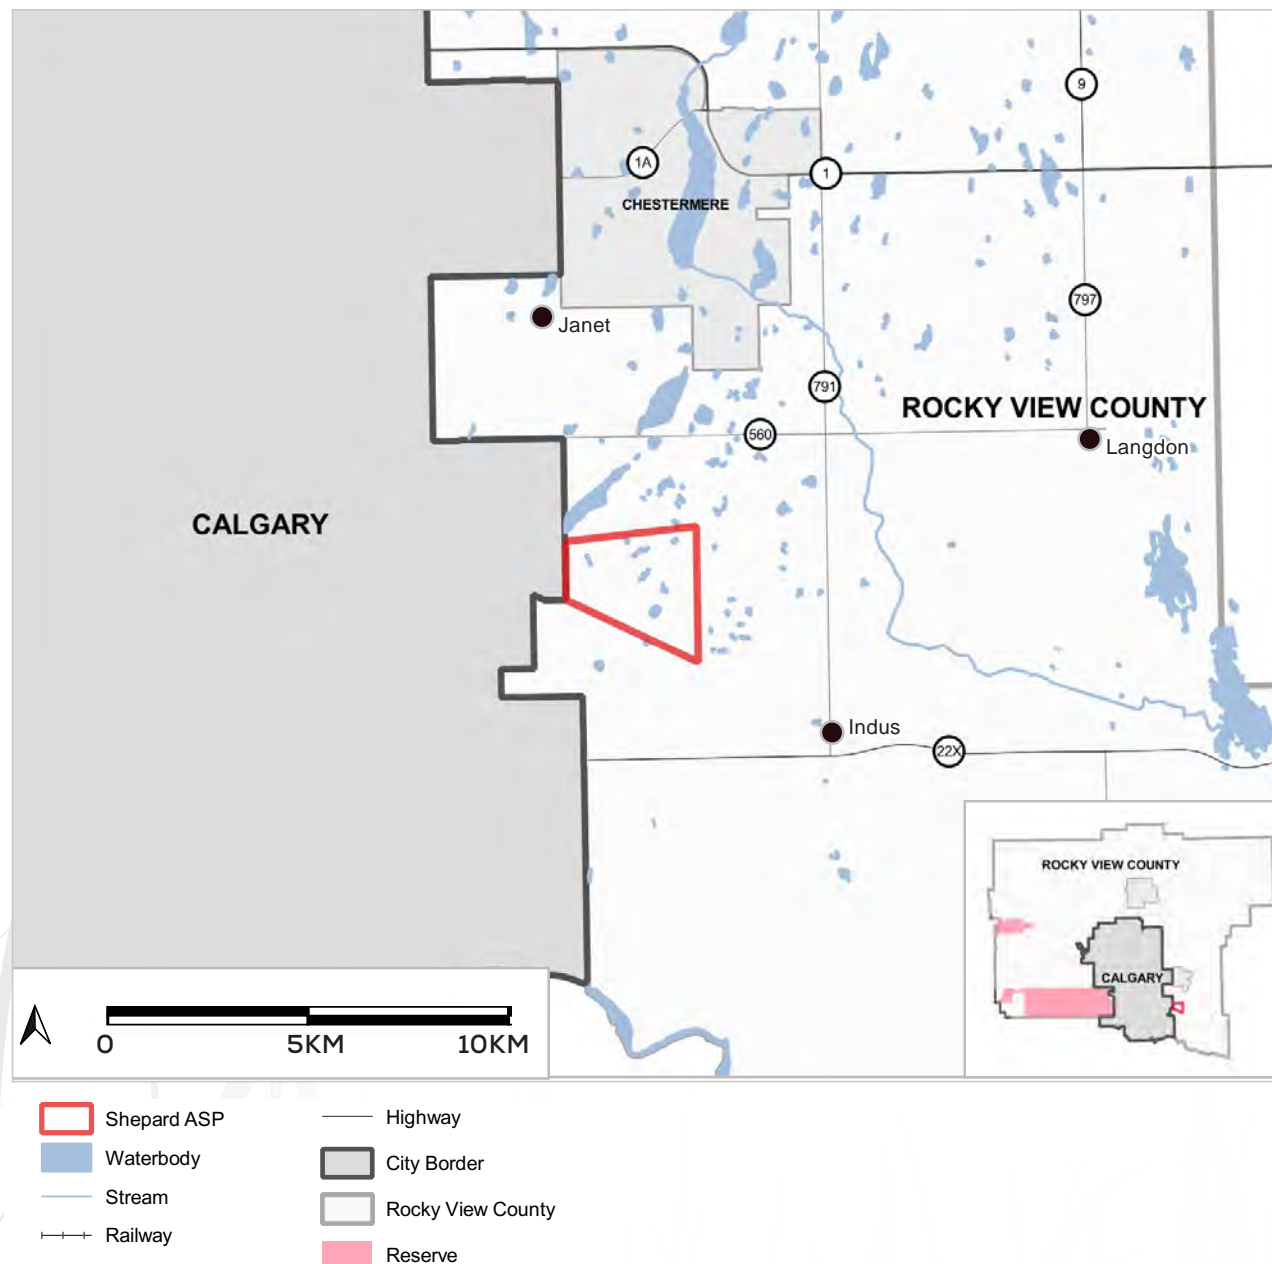 9
1A
1
CHESTERMERE
797
Janet
791
ROCKY VIEW COUNTY
560
Langdon
CALGARY
Indus
22X
ROCKY VIEW COUNTY
CALGARY
0 5KM 10KM
Shepard ASP
Waterbody
Stream
Railway
Highway
City Border
Rocky View County
Reserve